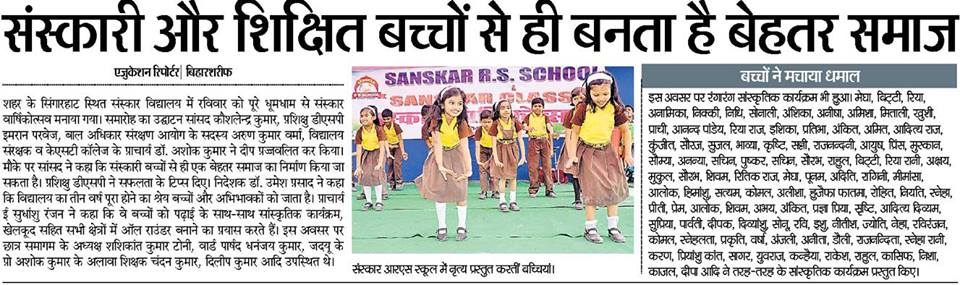 संस्कारी और शिक्षित बच्चों से ही बनता है बेहतर समाज
एजुकेशन रिपोर्टर| बिहारशरीफ
शहर के सिंगारहाट स्थित संस्कार विद्यालय में रविवार को पूरे धूमधाम से संस्कार
वार्षिकोत्सव मनाया गया। समारोह का उद्घाटन सांसद कौशलेन्द्र कुमार, प्रशिक्षु डीएसपी
इमरान परवेज, बाल अधिकार संरक्षण आयोग के सदस्य अरुण कुमार वर्मा, विद्यालय
संरक्षक व केएसटी कॉलेज के प्राचार्य डॉ. अशोक कुमार ने दीप प्रज्जवलित कर किया।
मौके पर सांसद ने कहा कि संस्कारी बच्चों से ही एक बेहतर समाज का निर्माण किया जा
सकता है। प्रशिक्षु डीएसपी ने सफलता के टिप्स दिए। निदेशक डॉ. उमेश प्रसाद ने कहा
कि विद्यालय का तीन वर्ष पूरा होने का श्रेय बच्चों और अभिभावकों को जाता है। प्राचार्य
ई सुधांशु रंजन ने कहा कि वे बच्चों को पढ़ाई के साथ-साथ सांस्कृतिक कार्यक्रम,
खेलकूद सहित सभी क्षेत्रों में ऑल राउंडर बनाने का प्रयास करते हैं। इस अवसर पर
छात्र समागम के अध्यक्ष शशिकांत कुमार टोनी, वार्ड पार्षद धनंजय कुमार, जदयू के
प्रो अशोक कुमार के अलावा शिक्षक चंदन कुमार, दिलीप कुमार आदि उपस्थित थे।
SANSKAR R.S. SCHOOL
SANSKAR CLASS
संस्कार आरएस स्कूल में नृत्य प्रस्तुत करतीं बच्चियां।
बच्चों ने मचाया धमाल
इस अवसर पर रंगारंग सांस्कृतिक कार्यक्रम भी हुआ। मेघा, बिट्टी, रिया,
अनामिका, निक्की, निधि, सोनाली, अंशिका, अनीषा, अमिशा, मिताली, खुशी,
प्राची, आनन्द पांडेय, रिया राज, इशिका, प्रतिभा, अंकित, अमित, आदित्य राज,
कुंजीत, सौरज, सुजल, भाव्या, कृष्टि, सन्नी, राजनन्दनी, आयुष, प्रिंस, मुस्कान,
सौम्या, अनन्या, सचिन, पुष्कर, सचिन, सौरभ, राहुल, बिट्टी, रिया रानी, अक्षय,
मुकुल, सौरभ, शिवम, रितिक राज, मेघा, पूनम, अदिति, रागिनी, मीमांसा,
आलोक, हिमांशु, सत्यम, कोमल, अलीशा, हुजैफा फातमा, रोहित, नियति, स्नेहा,
प्रीती, प्रेम, आलोक, शिवम, अभय, अंकित, प्रज्ञा प्रिया, सृष्टि, आदित्य दिव्यम,
सुप्रिया, पार्वती, दीपक, दिव्यांशु, सोनू, रवि, इशु, नीतीश, ज्योति, नेहा, रविरंजन,
कोमल, स्नेहलता, प्रकृति, वर्षा, अंजली, अनीता, डौली, राजनन्दिता, स्नेहा रानी,
करण, प्रियांशु कांत, सागर, युवराज, कन्हैया, राकेश, राहुल, कासिफ, निशा,
काजल, दीपा आदि ने तरह-तरह के सांस्कृतिक कार्यक्रम प्रस्तुत किए।